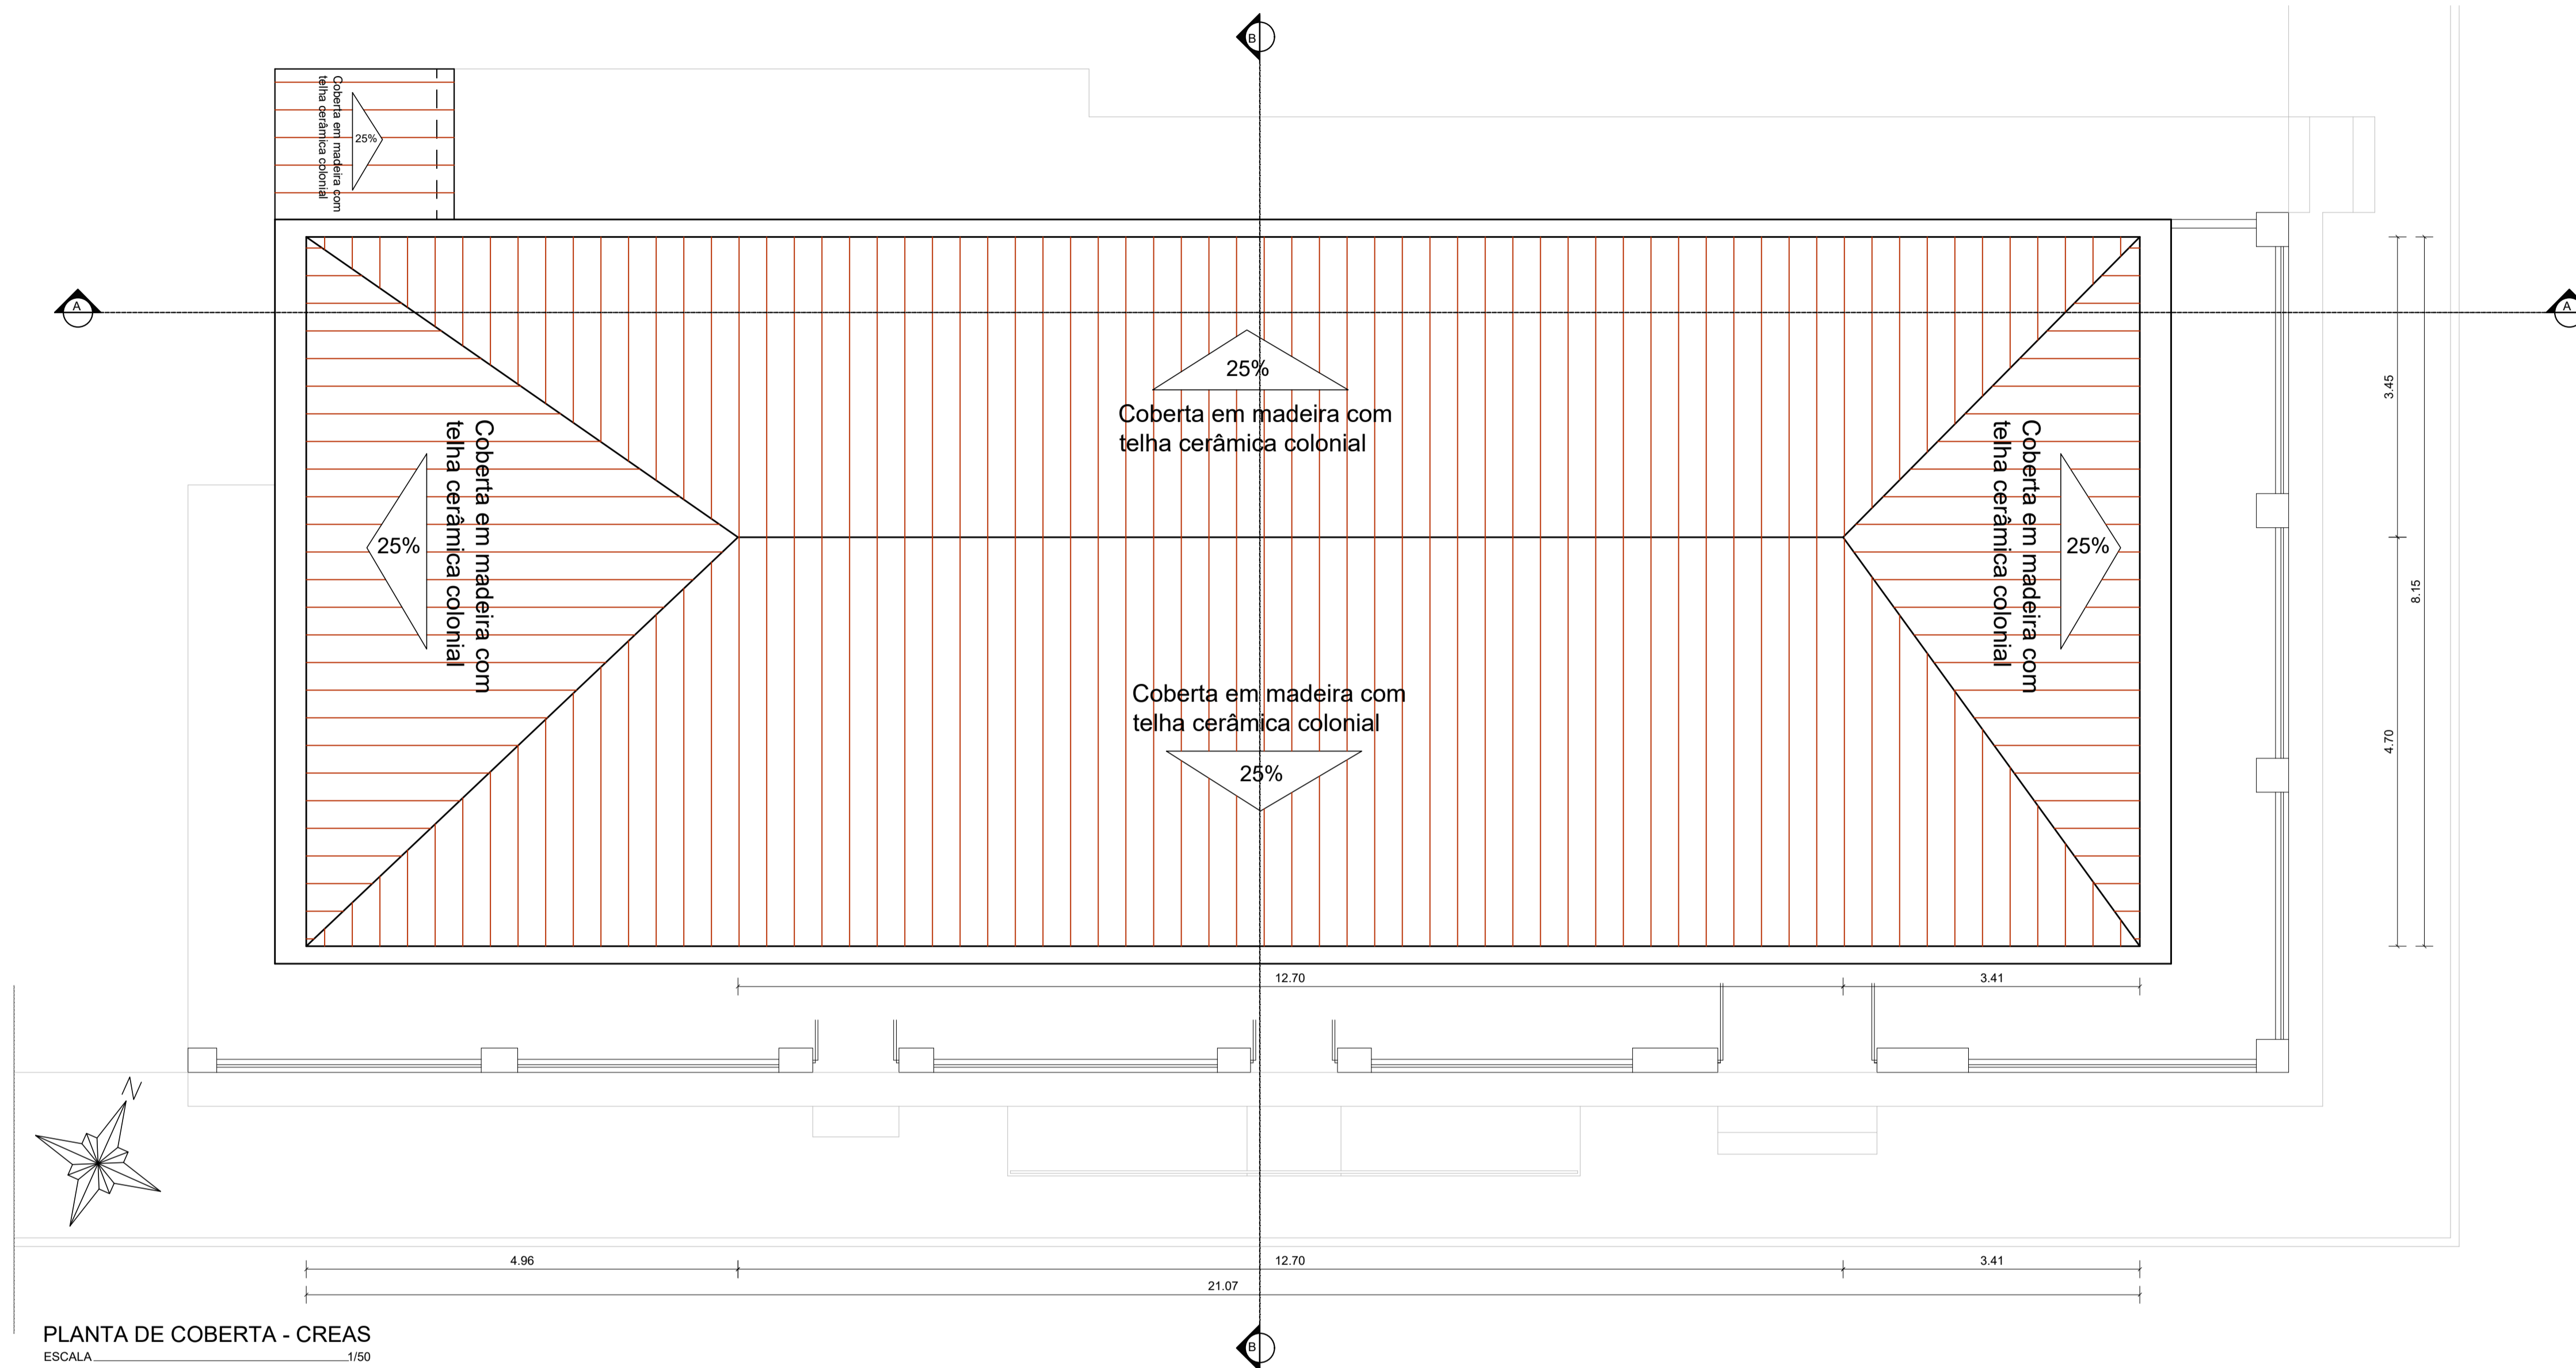 B
Coberta em madeira com
telha cerâmica colonial
25%
A
A
25%
Coberta em madeira com
telha cerâmica colonial
3.45
Coberta em madeira com
telha cerâmica colonial
25%
Coberta em madeira com
telha cerâmica colonial
25%
8.15
Coberta em madeira com
telha cerâmica colonial
25%
4.70
12.70
3.41
N
4.96
12.70
3.41
21.07
PLANTA DE COBERTA - CREAS
ESCALA 1/50
B